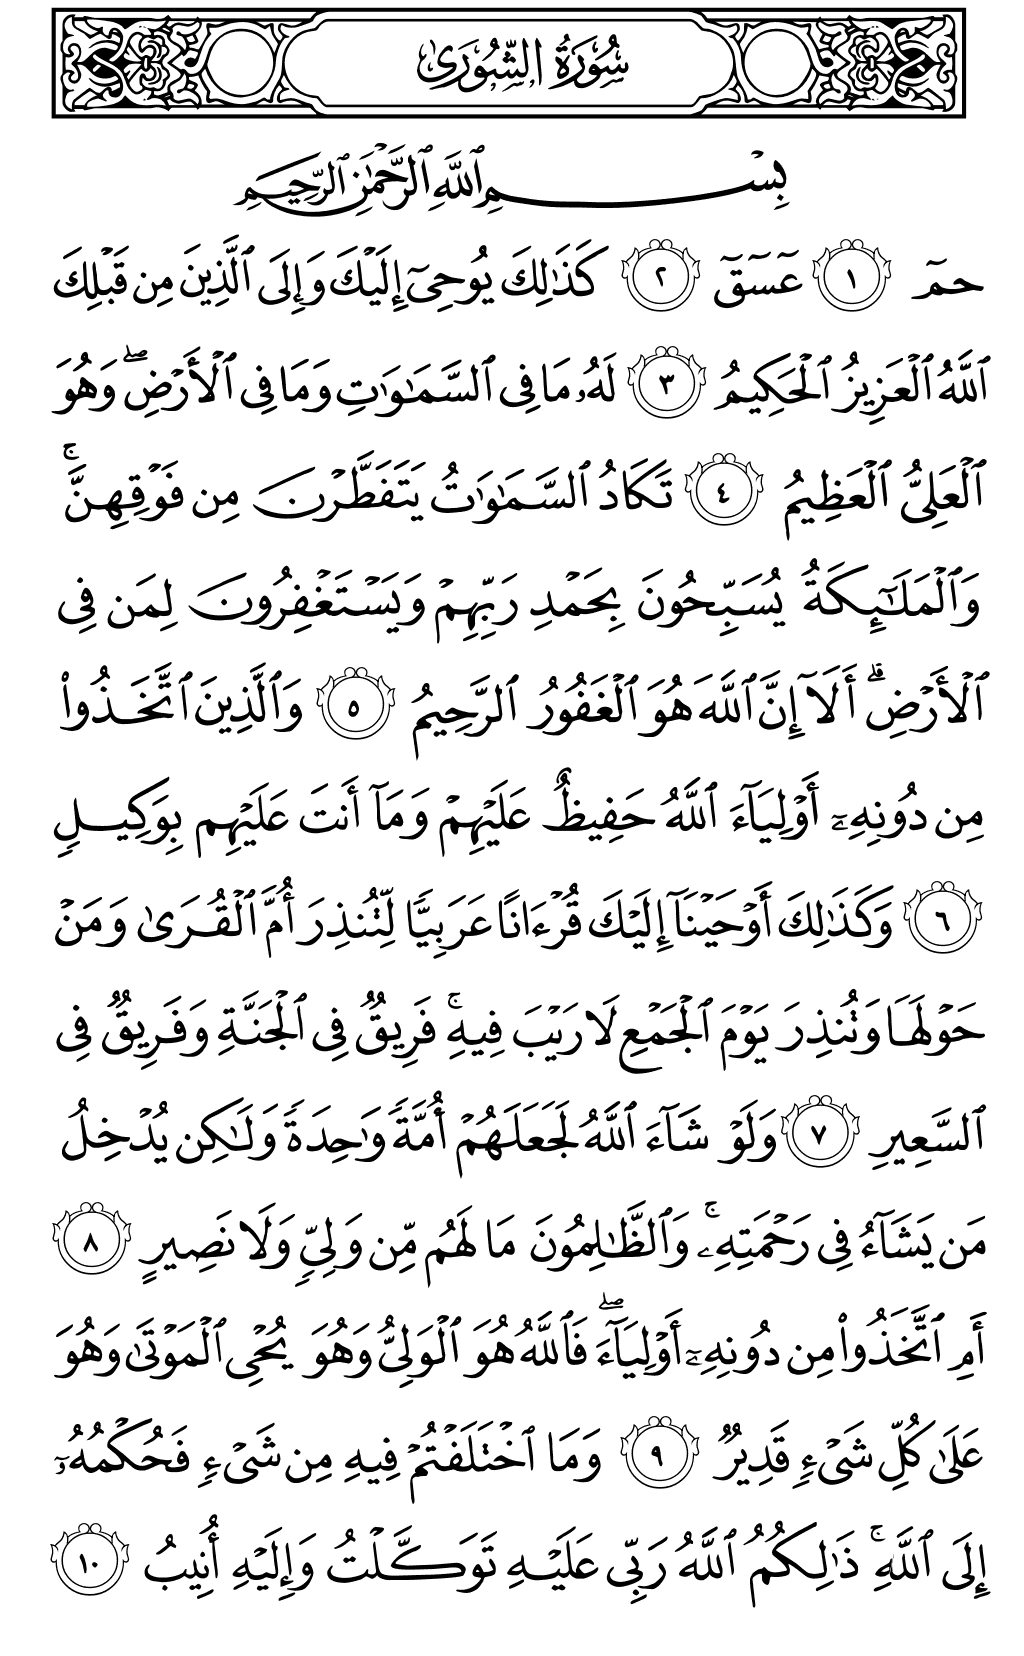 سُورَةُ الشُّورَىٰ
بِسْمِ ٱللَّهِ ٱلرَّحْمَٰنِ ٱلرَّحِيمِ
حمٓ ١ عٓسٓقٓ ٢ كَذَٰلِكَ يُوحِىٓ إِلَيْكَ وَإِلَى ٱلَّذِينَ مِن قَبْلِكَ
ٱللَّهُ ٱلْعَزِيزُ ٱلْحَكِيمُ ٣ لَهُۥ مَا فِى ٱلسَّمَٰوَٰتِ وَمَا فِى ٱلْأَرْضِ ۖ وَهُوَ
ٱلْعَلِىُّ ٱلْعَظِيمُ ٤ تَكَادُ ٱلسَّمَٰوَٰتُ يَتَفَطَّرْنَ مِن فَوْقِهِنَّ ۚ
وَٱلْمَلَٰٓئِكَةُ يُسَبِّحُونَ بِحَمْدِ رَبِّهِمْ وَيَسْتَغْفِرُونَ لِمَن فِى
ٱلْأَرْضِ ۗ أَلَآ إِنَّ ٱللَّهَ هُوَ ٱلْغَفُورُ ٱلرَّحِيمُ ٥ وَٱلَّذِينَ ٱتَّخَذُوا۟
مِن دُونِهِۦٓ أَوْلِيَآءَ ٱللَّهُ حَفِيظٌ عَلَيْهِمْ وَمَآ أَنتَ عَلَيْهِم بِوَكِيلٍ
٦ وَكَذَٰلِكَ أَوْحَيْنَآ إِلَيْكَ قُرْءَانًا عَرَبِيًّا لِّتُنذِرَ أُمَّ ٱلْقُرَىٰ وَمَنْ
حَوْلَهَا وَتُنذِرَ يَوْمَ ٱلْجَمْعِ لَا رَيْبَ فِيهِ ۚ فَرِيقٌ فِى ٱلْجَنَّةِ وَفَرِيقٌ فِى
ٱلسَّعِيرِ ٧ وَلَوْ شَآءَ ٱللَّهُ لَجَعَلَهُمْ أُمَّةً وَٰحِدَةً وَلَٰكِن يُدْخِلُ
مَن يَشَآءُ فِى رَحْمَتِهِۦ ۚ وَٱلظَّٰلِمُونَ مَا لَهُم مِّن وَلِىٍّ وَلَا نَصِيرٍ ٨
أَمِ ٱتَّخَذُوا۟ مِن دُونِهِۦٓ أَوْلِيَآءَ ۖ فَٱللَّهُ هُوَ ٱلْوَلِىُّ وَهُوَ يُحْىِ ٱلْمَوْتَىٰ وَهُوَ
عَلَىٰ كُلِّ شَىْءٍ قَدِيرٌ ٩ وَمَا ٱخْتَلَفْتُمْ فِيهِ مِن شَىْءٍ فَحُكْمُهُۥٓ
إِلَى ٱللَّهِ ۚ ذَٰلِكُمُ ٱللَّهُ رَبِّى عَلَيْهِ تَوَكَّلْتُ وَإِلَيْهِ أُنِيبُ ١٠